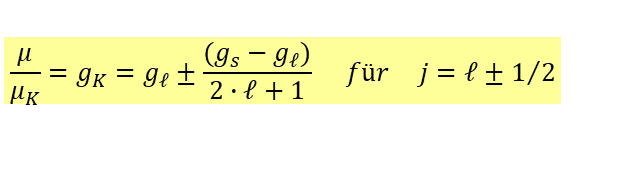 μ/μ_K = g_K = g_ℓ ± (g_s − g_ℓ)/(2 · ℓ + 1) für j = ℓ ± 1/2